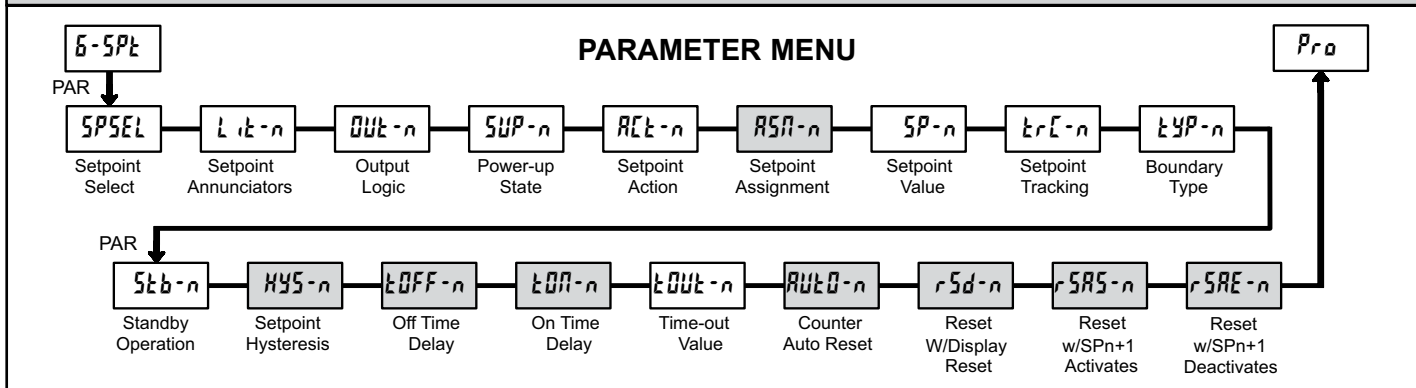 6-SPt
PARAMETER MENU
Pro
PAR
SPSEL
Lit-n
OUt-n
SUP-n
ACt-n
ASN-n
SP-n
trC-n
tYP-n
Setpoint
Select
Setpoint
Annunciators
Output
Logic
Power-up
State
Setpoint
Action
Setpoint
Assignment
Setpoint
Value
Setpoint
Tracking
Boundary
Type
PAR
Stb-n
HYS-n
tOFF-n
tON-n
tOUt-n
AUtO-n
rSd-n
rSAS-n
rSAE-n
Standby
Operation
Setpoint
Hysteresis
Off Time
Delay
On Time
Delay
Time-out
Value
Counter
Auto Reset
Reset
W/Display
Reset
Reset
w/SPn+1
Activates
Reset
w/SPn+1
Deactivates